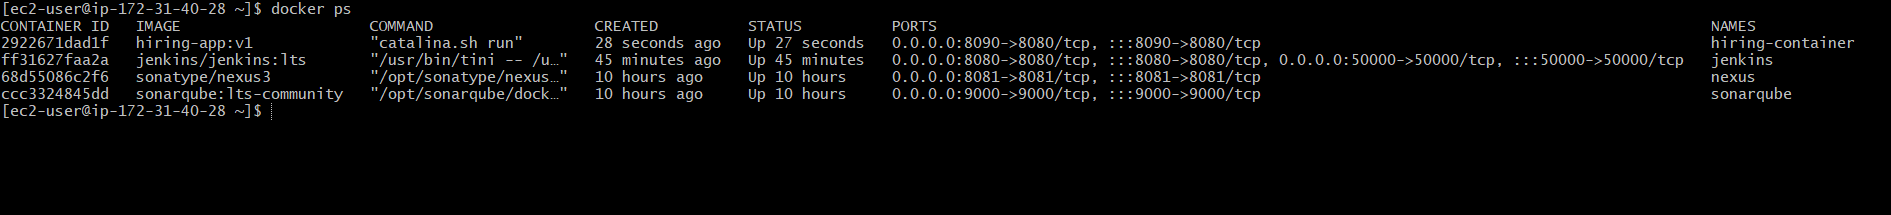 [ec2-user@ip-172-31-40-28 ~]$ docker ps
CONTAINER ID   IMAGE                     COMMAND                  CREATED          STATUS          PORTS                                                                                      NAMES
2922671dad1f   hiring-app:v1             "catalina.sh run"        28 seconds ago   Up 27 seconds   0.0.0.0:8090->8080/tcp, :::8090->8080/tcp                                                  hiring-container
ff31627faa2a   jenkins/jenkins:lts       "/usr/bin/tini -- /u…"   45 minutes ago   Up 45 minutes   0.0.0.0:8080->8080/tcp, :::8080->8080/tcp, 0.0.0.0:50000->50000/tcp, :::50000->50000/tcp   jenkins
68d55086c2f6   sonatype/nexus3           "/opt/sonatype/nexus…"   10 hours ago     Up 10 hours     0.0.0.0:8081->8081/tcp, :::8081->8081/tcp                                                  nexus
ccc3324845dd   sonarqube:lts-community   "/opt/sonarqube/dock…"   10 hours ago     Up 10 hours     0.0.0.0:9000->9000/tcp, :::9000->9000/tcp                                                  sonarqube
[ec2-user@ip-172-31-40-28 ~]$